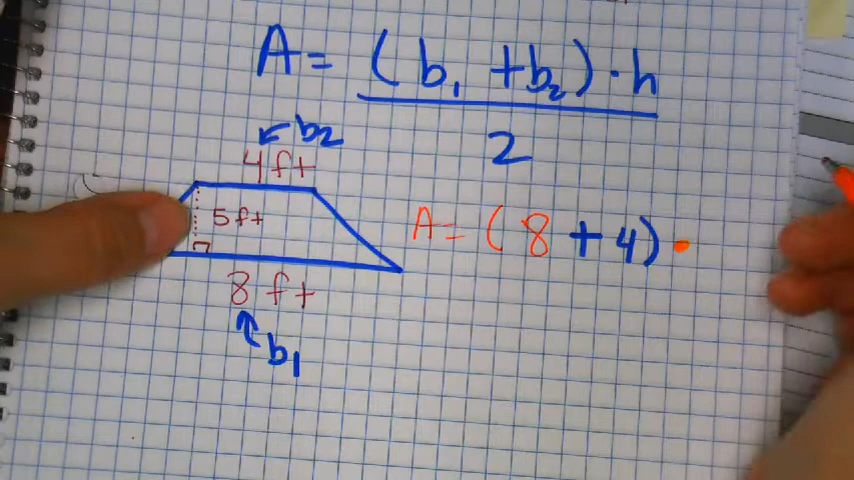 A = (b₁ + b₂) · h
2
b₂
4 ft
5 ft
A = (8 + 4) ·
8 ft
b₁